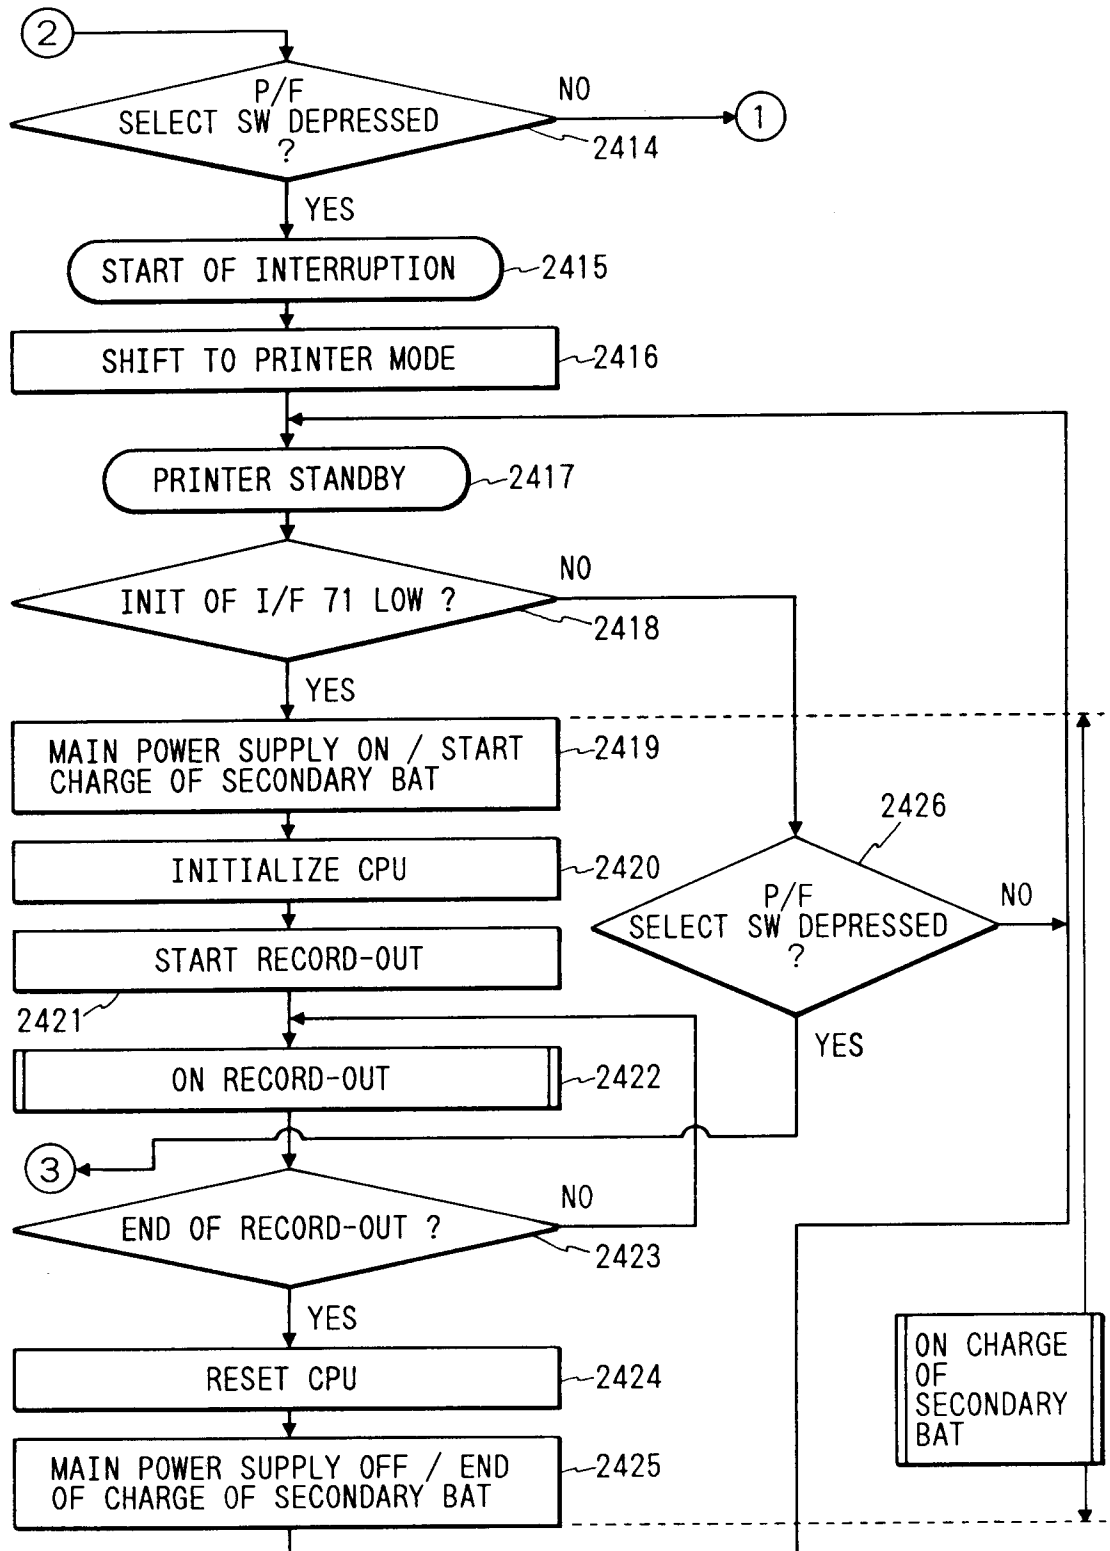 2
P/F
SELECT SW DEPRESSED
?
NO
1
2414
YES
START OF INTERRUPTION
2415
SHIFT TO PRINTER MODE
2416
PRINTER STANDBY
2417
INIT OF I/F 71 LOW ?
NO
2418
YES
MAIN POWER SUPPLY ON / START
CHARGE OF SECONDARY BAT
2419
INITIALIZE CPU
2420
START RECORD-OUT
2421
2426
P/F
SELECT SW DEPRESSED
?
NO
YES
ON RECORD-OUT
2422
3
END OF RECORD-OUT ?
NO
2423
YES
RESET CPU
2424
MAIN POWER SUPPLY OFF / END
OF CHARGE OF SECONDARY BAT
2425
ON CHARGE
OF
SECONDARY
BAT